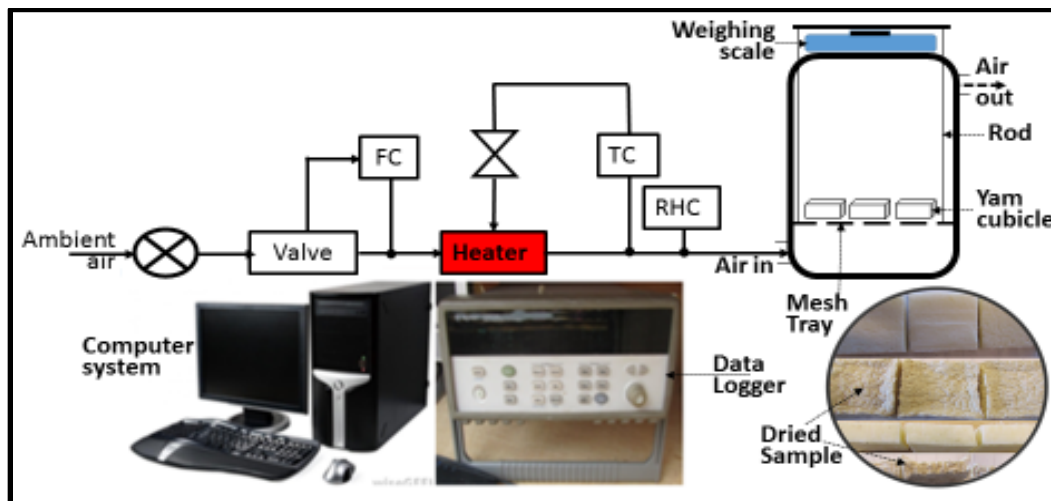 Weighing
scale
Air
out
Rod
FC
TC
RHC
Yam
cubicle
Ambient
air
Valve
Heater
Air in
Mesh
Tray
Computer
system
Data
Logger
Dried
Sample